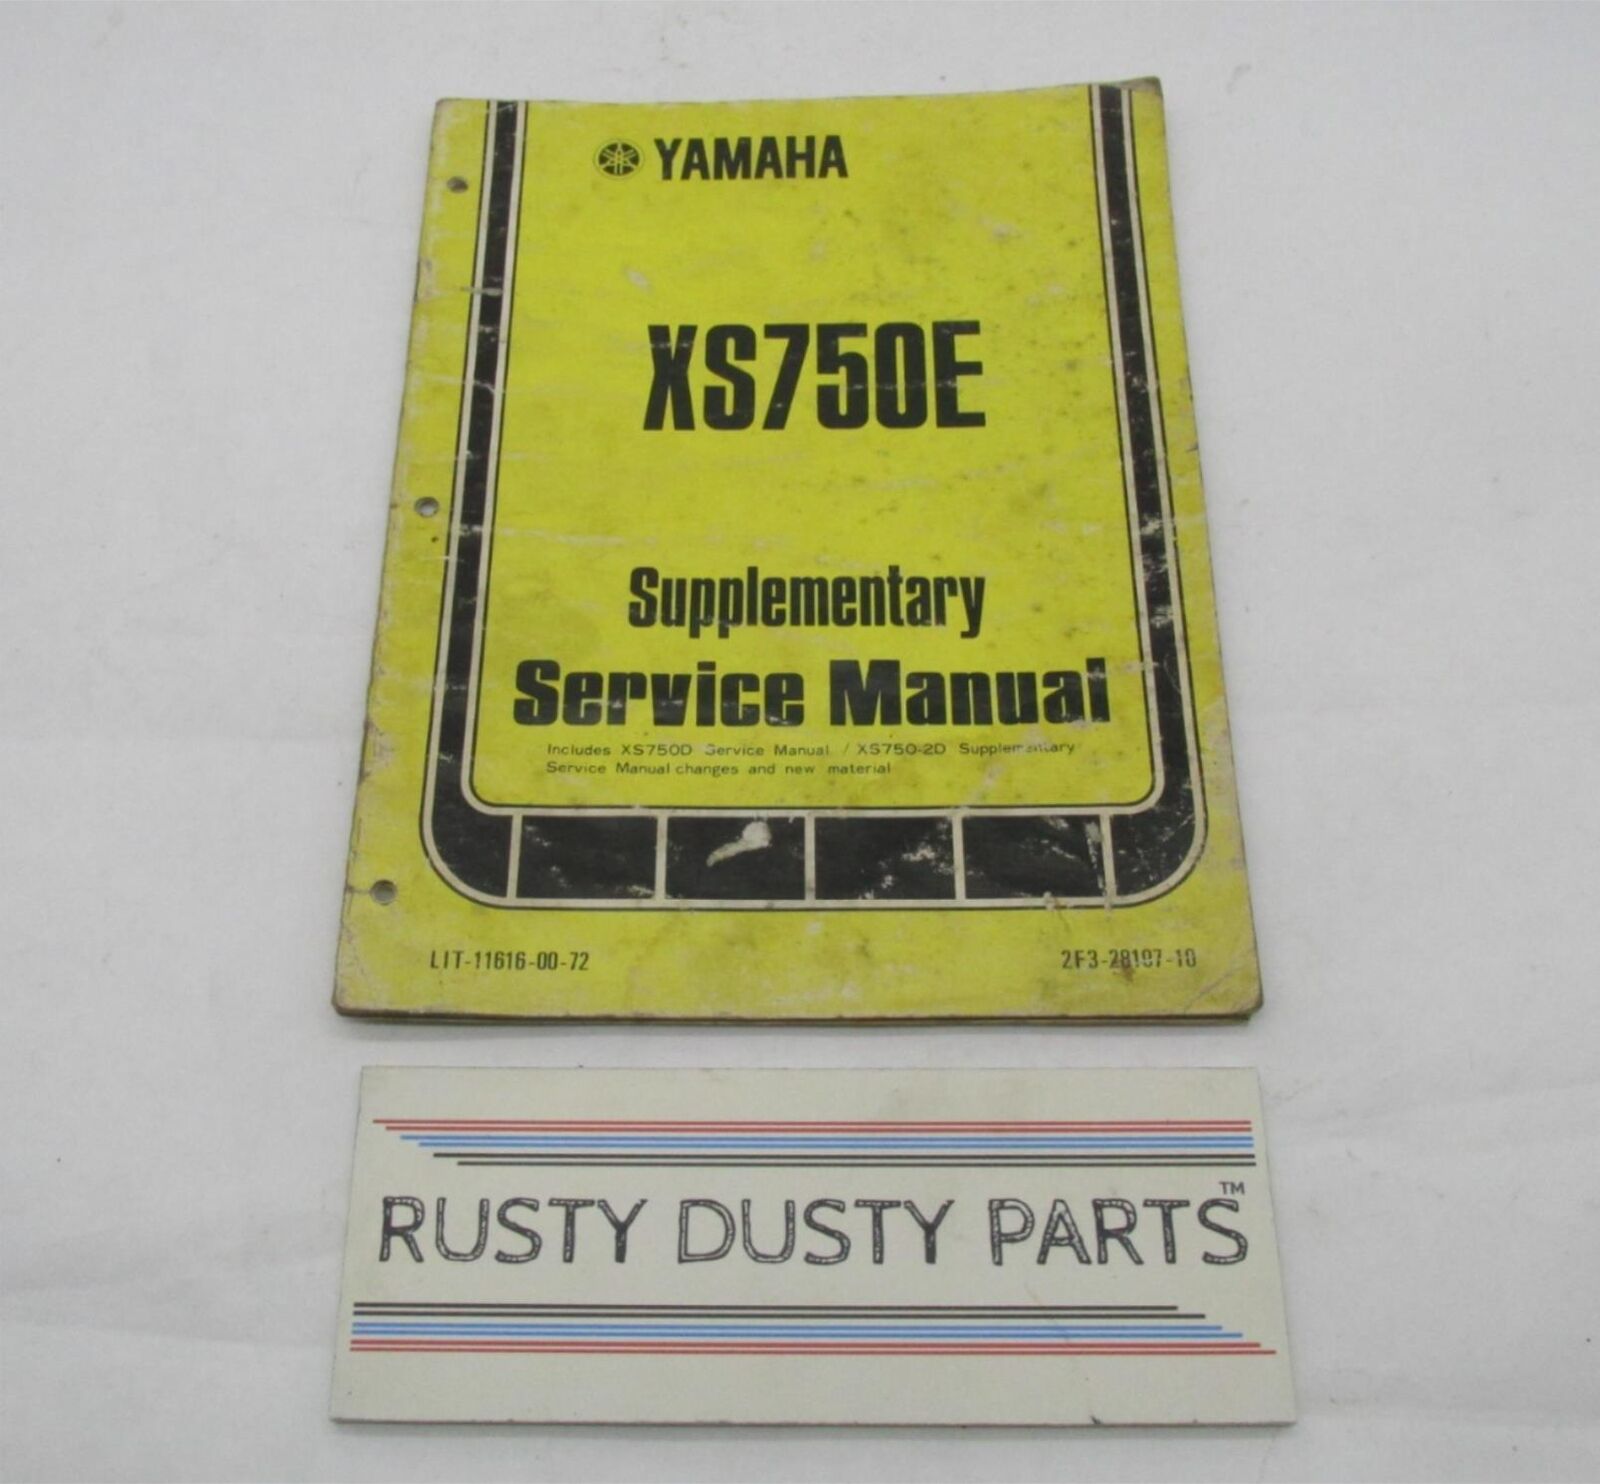 YAMAHA
XS750E
Supplementary
Service Manual
Includes XS750D Service Manual / XS750-2D Supplementary
Service Manual changes and new material
LIT-11616-00-72
2F3-28197-10
RUSTY DUSTY PARTS™